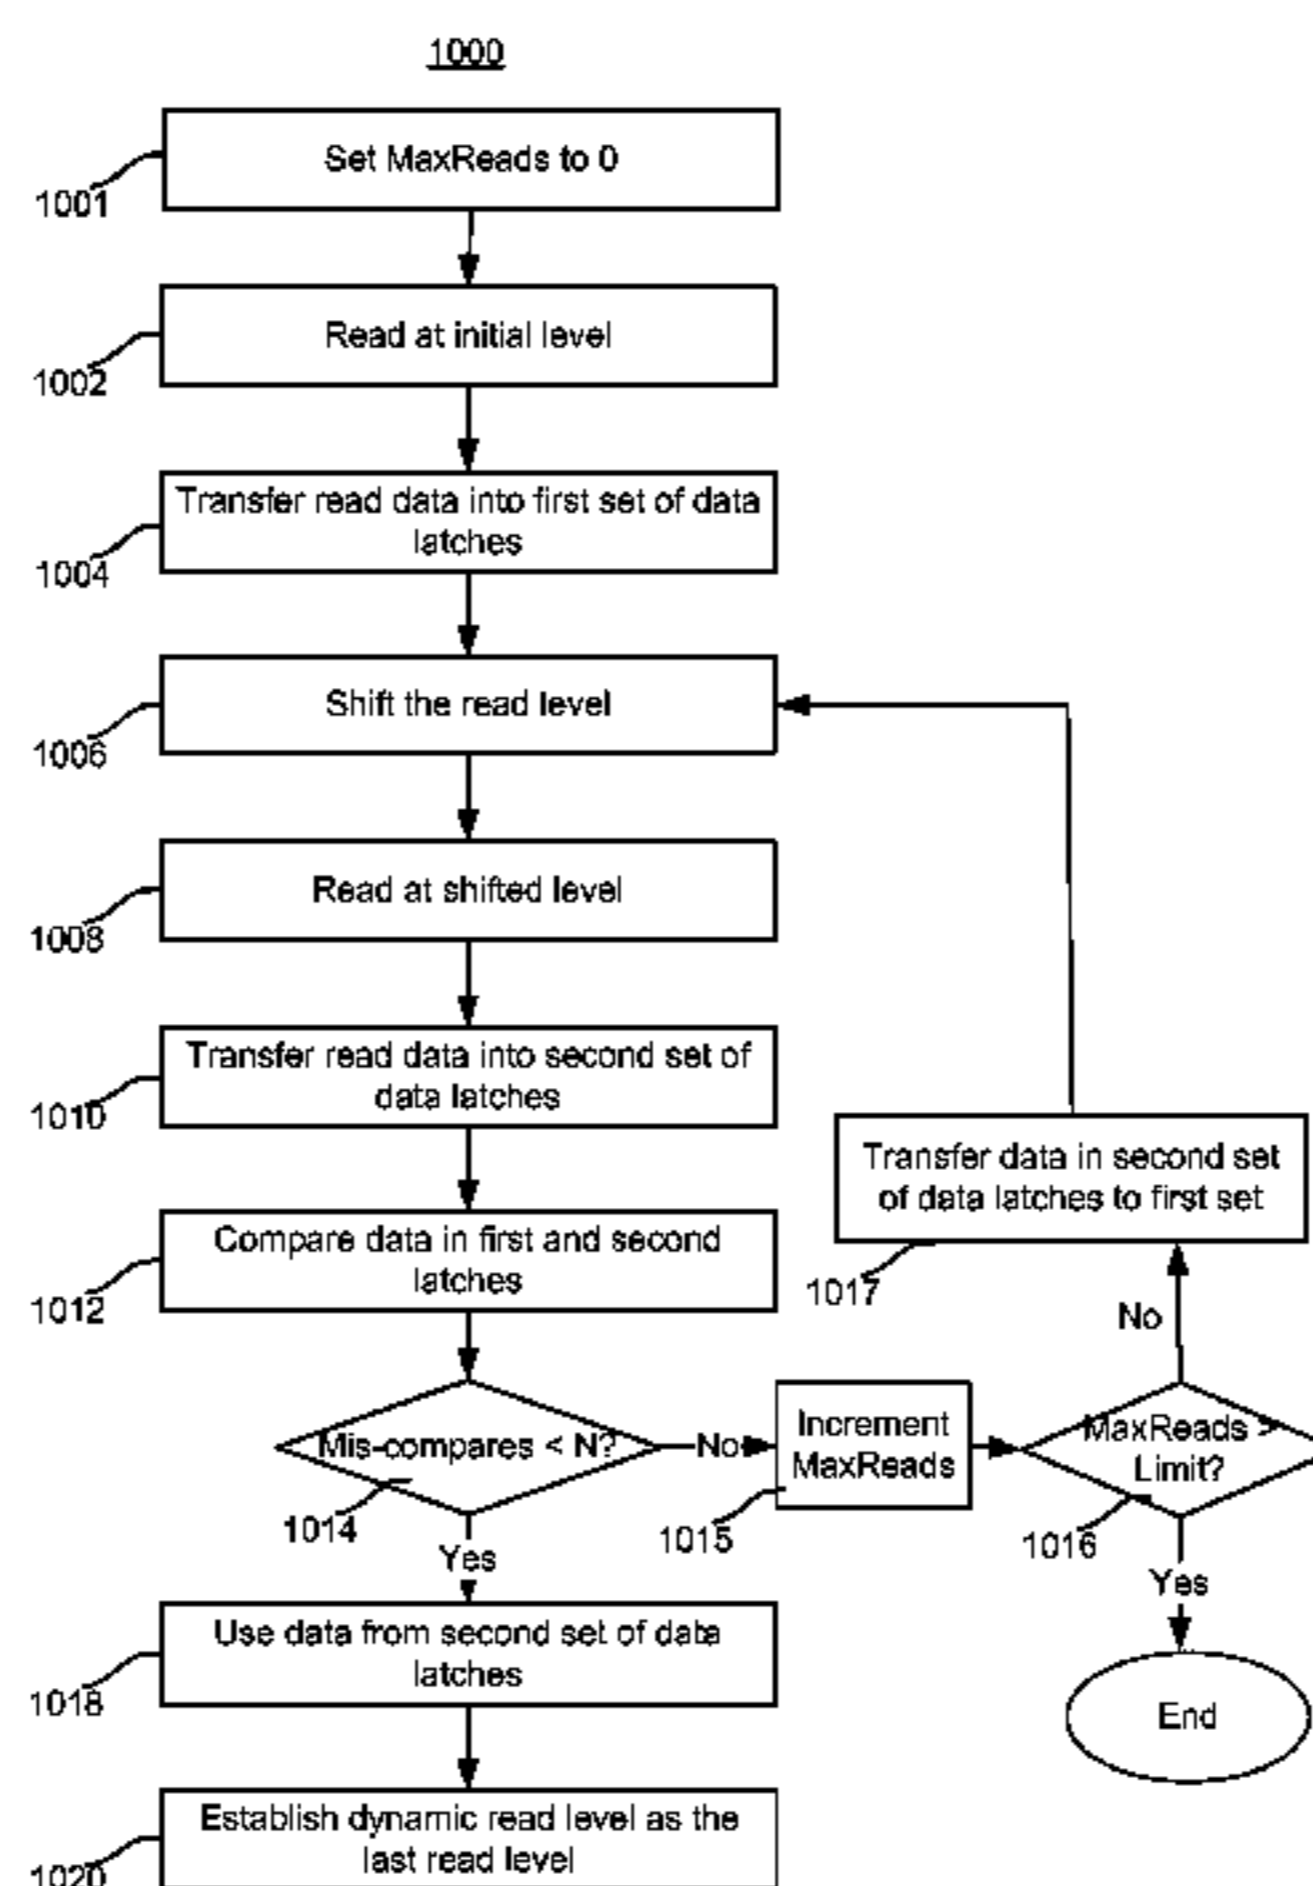 1000
Set MaxReads to 0
1001
Read at initial level
1002
Transfer read data into first set of data
latches
1004
Shift the read level
1006
Read at shifted level
1008
Transfer read data into second set of
data latches
1010
Transfer data in second set
of data latches to first set
1017
Compare data in first and second
latches
1012
No
Mis-compares < N?
No
Increment
MaxReads
MaxReads >
Limit?
1014
1015
1016
Yes
Yes
Use data from second set of data
latches
1018
End
Establish dynamic read level as the
last read level
1020